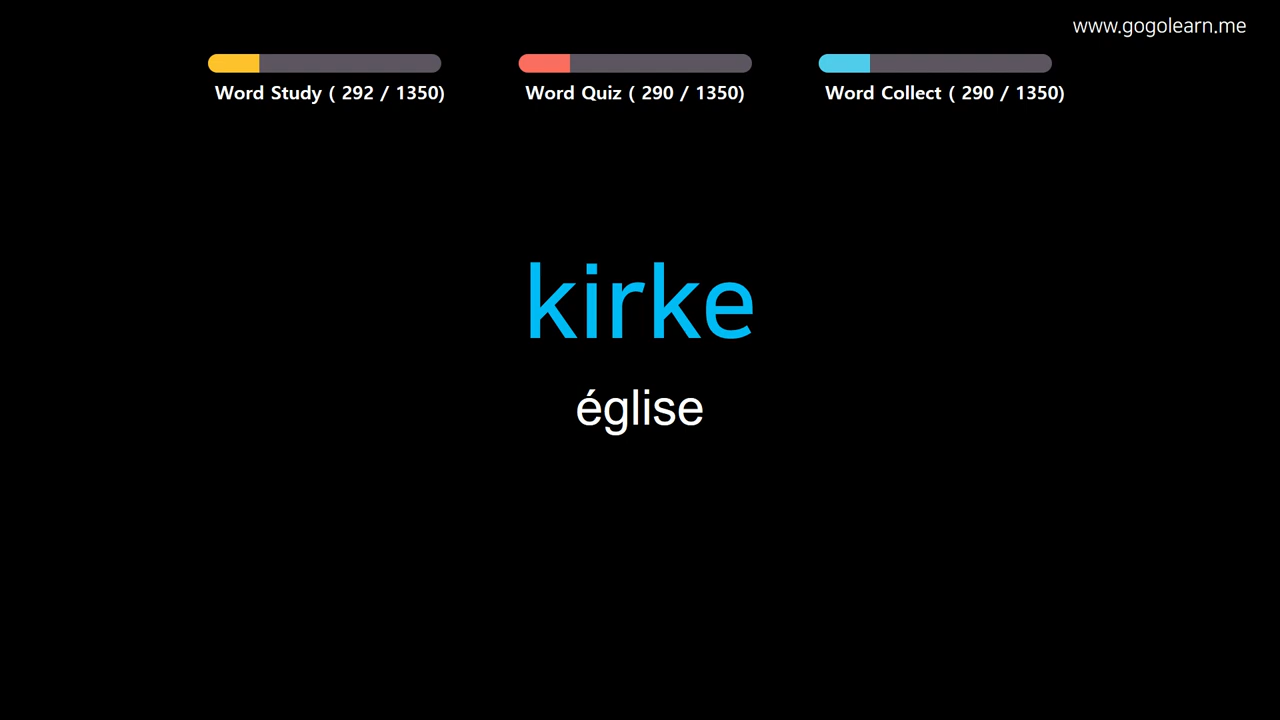 www.gogolearn.me
Word Study ( 292 / 1350)
Word Quiz ( 290 / 1350)
Word Collect ( 290 / 1350)
kirke
église